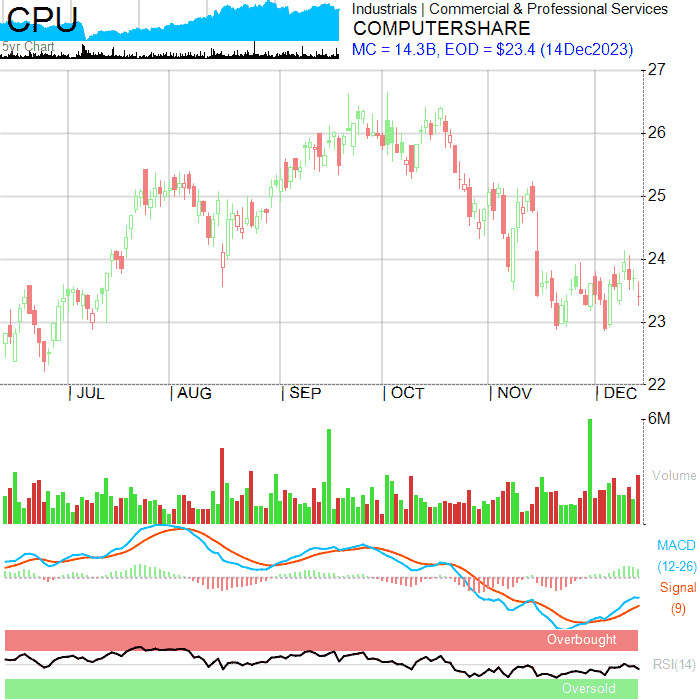 CPU
5yr Chart
Industrials | Commercial & Professional Services
COMPUTERSHARE
MC = 14.3B, EOD = $23.4 (14Dec2023)
27
26
25
24
23
22
| JUL | AUG | SEP | OCT | NOV | DEC
6M
Volume
MACD
(12-26)
Signal
(9)
Overbought
RSI(14)
Oversold